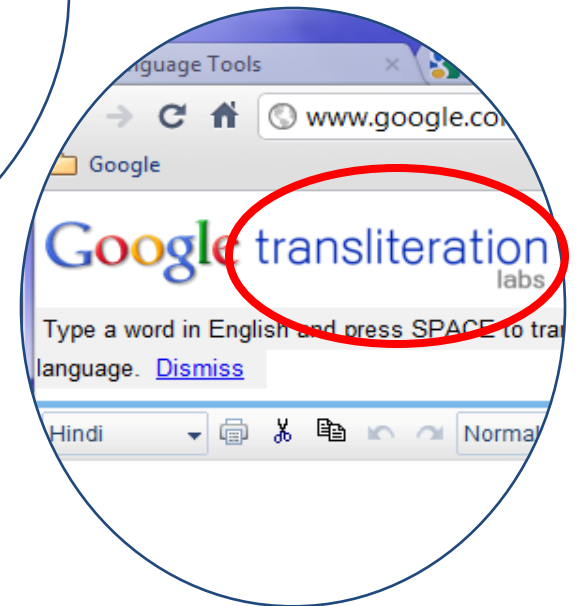 Language Tools
www.google.co
Google
Google transliteration
labs
Type a word in English and press SPACE to tra
language. Dismiss
Hindi Normal